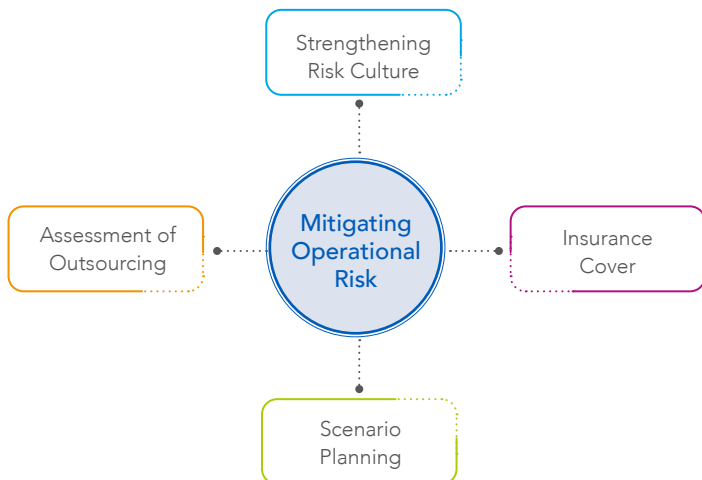 Strengthening
Risk Culture
Assessment of
Outsourcing
Mitigating
Operational
Risk
Insurance
Cover
Scenario
Planning